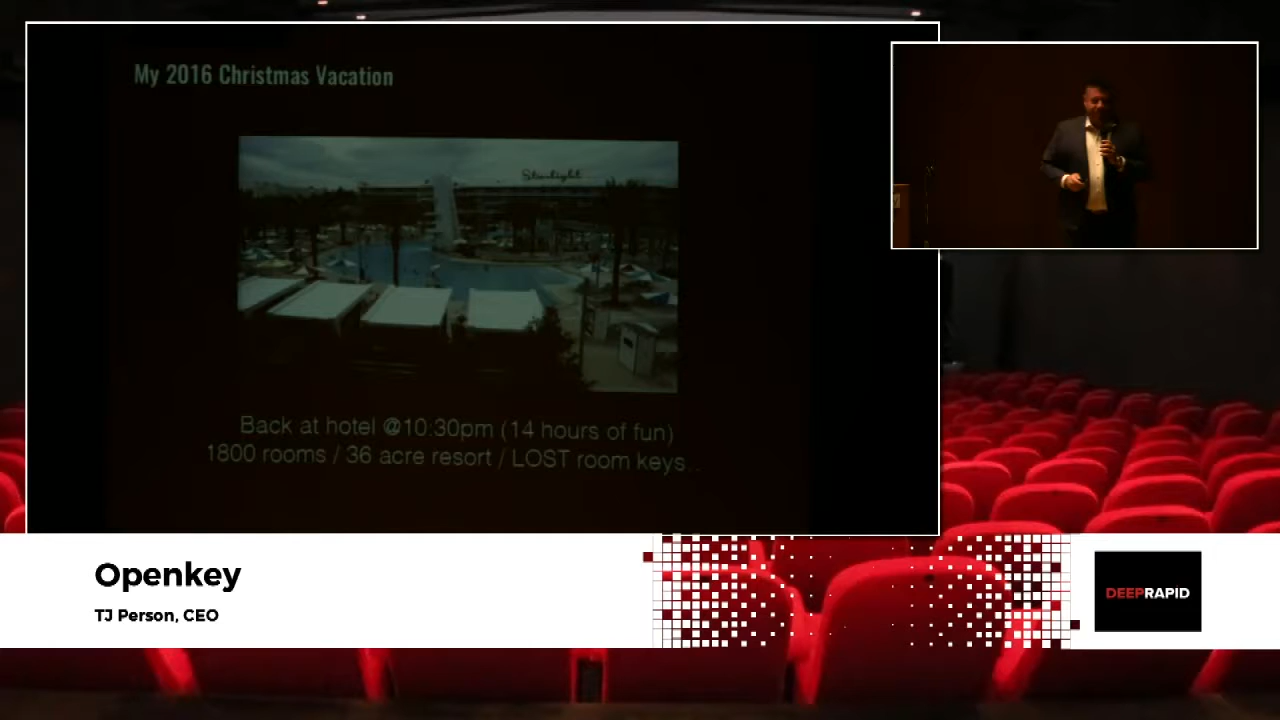 My 2016 Christmas Vacation
Starlight
Back at hotel @10:30pm (14 hours of fun)
1800 rooms / 36 acre resort / LOST room keys..
Openkey
TJ Person, CEO
DEEPRAPID